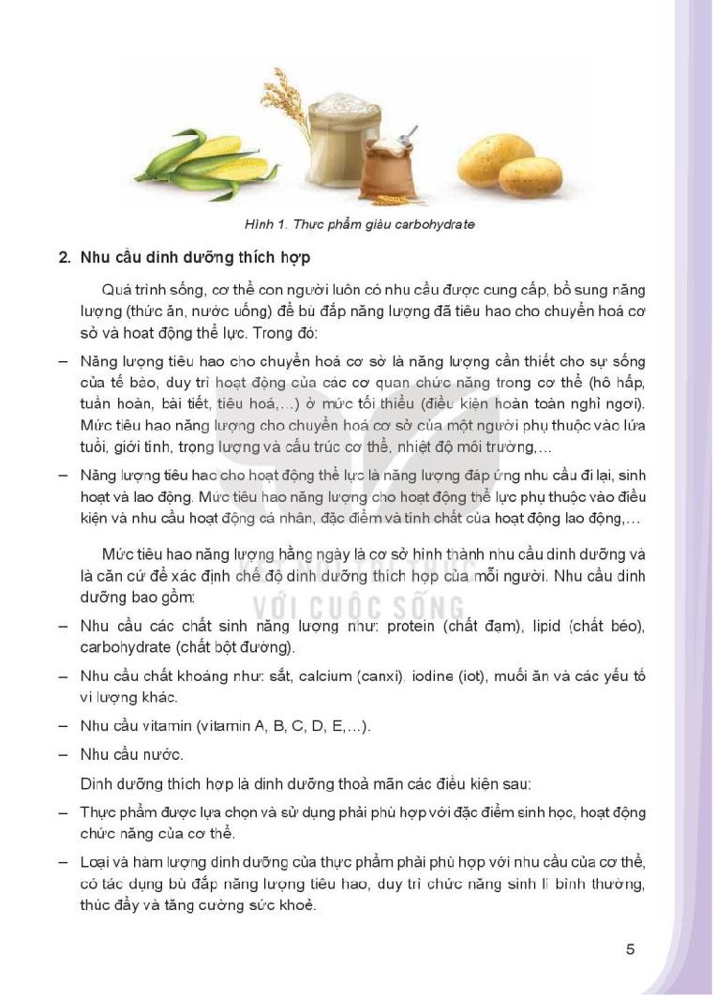 Hình 1. Thực phẩm giàu carbohydrate
2. Nhu cầu dinh dưỡng thích hợp
Quá trình sống, cơ thể con người luôn có nhu cầu được cung cấp, bổ sung năng
lượng (thức ăn, nước uống) để bù đắp năng lượng đã tiêu hao cho chuyển hoá cơ
sở và hoạt động thể lực. Trong đó:
– Năng lượng tiêu hao cho chuyển hoá cơ sở là năng lượng cần thiết cho sự sống
của tế bào, duy trì hoạt động của các cơ quan chức năng trong cơ thể (hô hấp,
tuần hoàn, bài tiết, tiêu hoá,...) ở mức tối thiểu (điều kiện hoàn toàn nghỉ ngơi).
Mức tiêu hao năng lượng cho chuyển hoá cơ sở của một người phụ thuộc vào lứa
tuổi, giới tính, trọng lượng và cấu trúc cơ thể, nhiệt độ môi trường,...
– Năng lượng tiêu hao cho hoạt động thể lực là năng lượng đáp ứng nhu cầu đi lại, sinh
hoạt và lao động. Mức tiêu hao năng lượng cho hoạt động thể lực phụ thuộc vào điều
kiện và nhu cầu hoạt động cá nhân, đặc điểm và tính chất của hoạt động lao động,...
Mức tiêu hao năng lượng hằng ngày là cơ sở hình thành nhu cầu dinh dưỡng và
là căn cứ để xác định chế độ dinh dưỡng thích hợp của mỗi người. Nhu cầu dinh
dưỡng bao gồm:
KẾT NỐI TRI THỨC
VỚI CUỘC SỐNG
– Nhu cầu các chất sinh năng lượng như: protein (chất đạm), lipid (chất béo),
carbohydrate (chất bột đường).
– Nhu cầu chất khoáng như: sắt, calcium (canxi), iodine (iot), muối ăn và các yếu tố
vi lượng khác.
– Nhu cầu vitamin (vitamin A, B, C, D, E,...).
– Nhu cầu nước.
Dinh dưỡng thích hợp là dinh dưỡng thoả mãn các điều kiện sau:
– Thực phẩm được lựa chọn và sử dụng phải phù hợp với đặc điểm sinh học, hoạt động
chức năng của cơ thể.
– Loại và hàm lượng dinh dưỡng của thực phẩm phải phù hợp với nhu cầu của cơ thể,
có tác dụng bù đắp năng lượng tiêu hao, duy trì chức năng sinh lí bình thường,
thúc đẩy và tăng cường sức khoẻ.
5